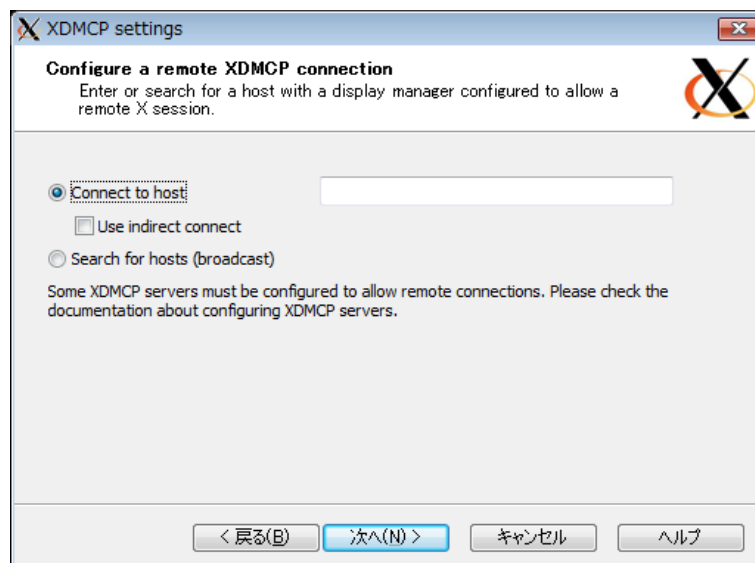 XDMCP settings
Configure a remote XDMCP connection
Enter or search for a host with a display manager configured to allow a
remote X session.
Connect to host
Use indirect connect
Search for hosts (broadcast)
Some XDMCP servers must be configured to allow remote connections. Please check the
documentation about configuring XDMCP servers.
< 戻る(B) 次へ(N) > キャンセル ヘルプ